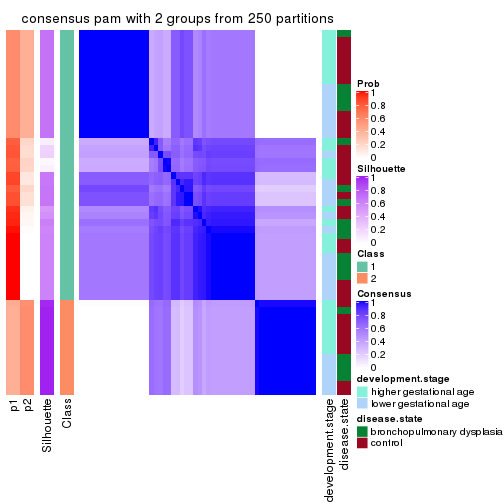 consensus pam with 2 groups from 250 partitions
Prob
1
0.8
0.6
0.4
0.2
0
Silhouette
1
0.8
0.6
0.4
0.2
0
Class
1
2
Consensus
1
0.8
0.6
0.4
0.2
0
development.stage
higher gestational age
lower gestational age
disease.state
bronchopulmonary dysplasia
control
p1
p2
Silhouette
Class
development.stage
disease.state